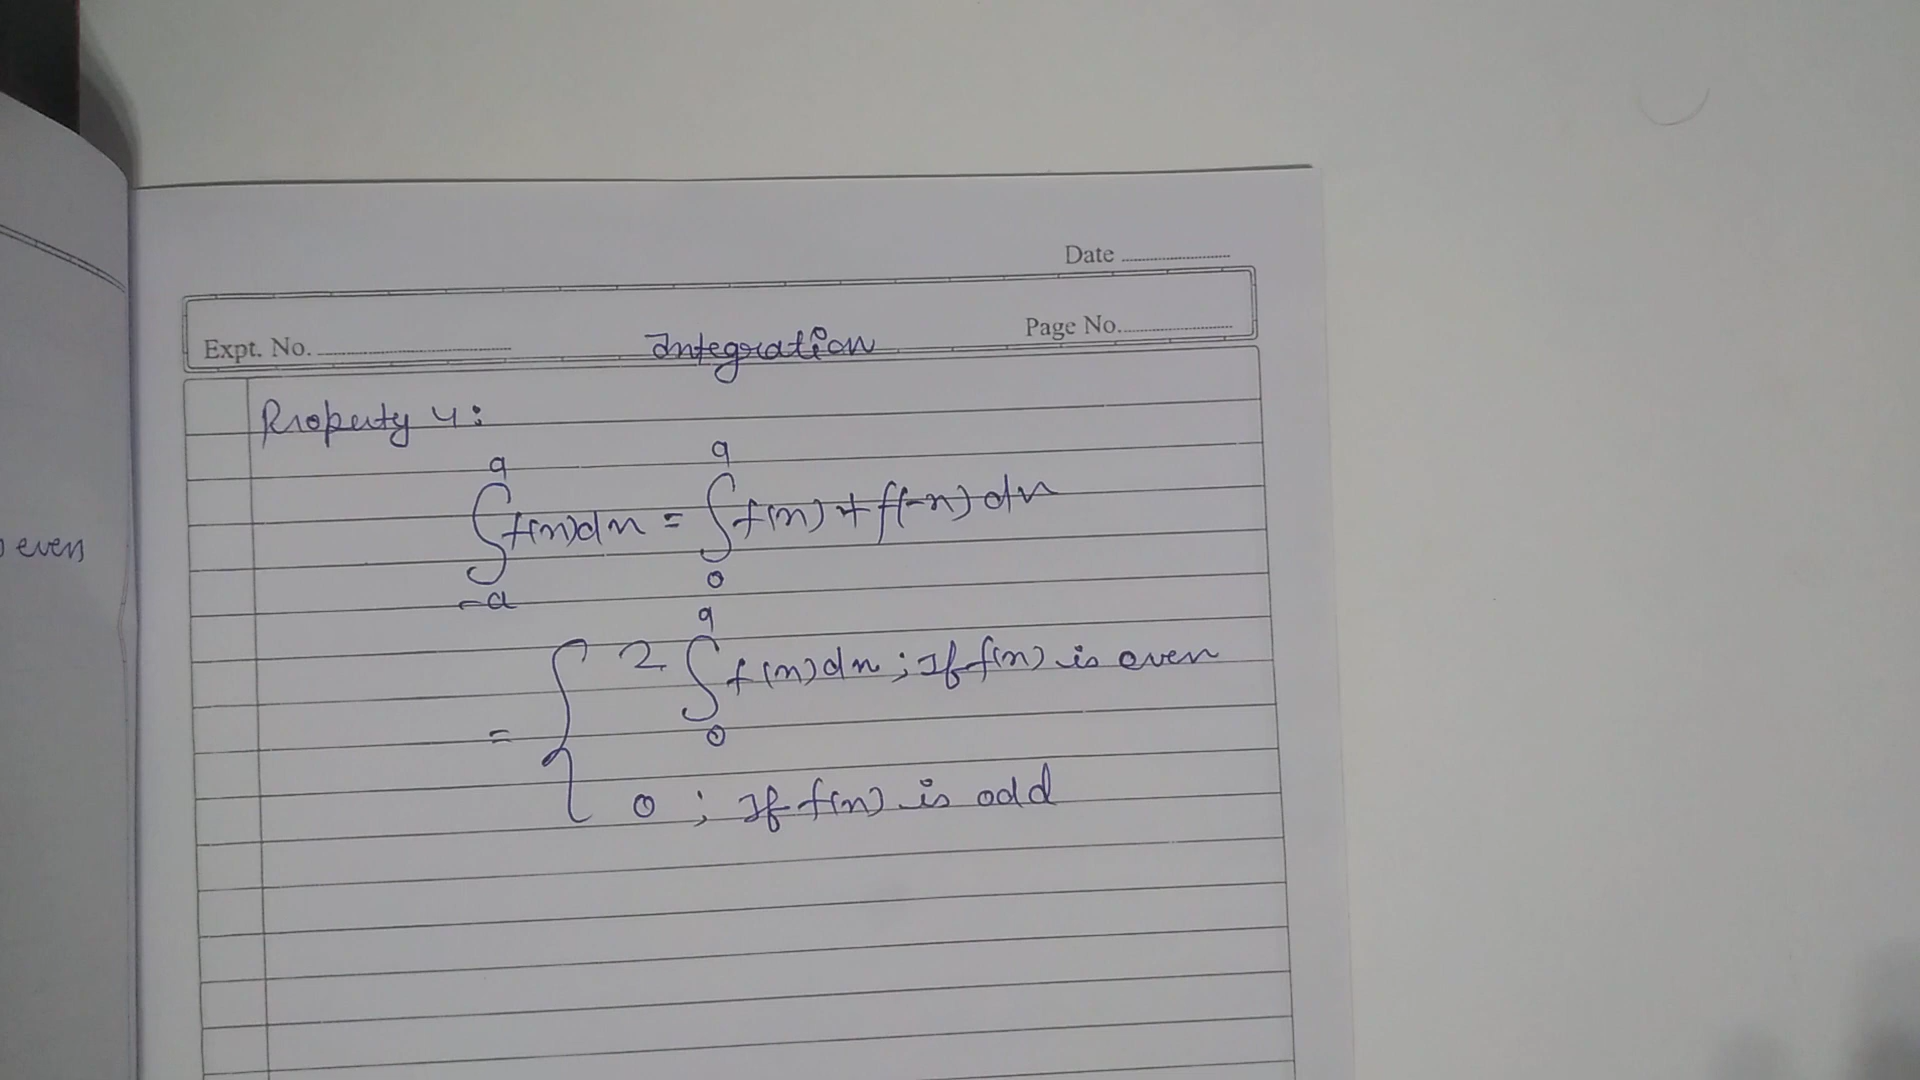 Date
Expt. No. Integration Page No.
Property 4:
∫_{-a}^{a} f(x)dx = ∫_{0}^{a} f(x) + f(-x) dx
= { 2 ∫_{0}^{a} f(x)dx ; If f(x) is even
0 ; If f(x) is odd
even